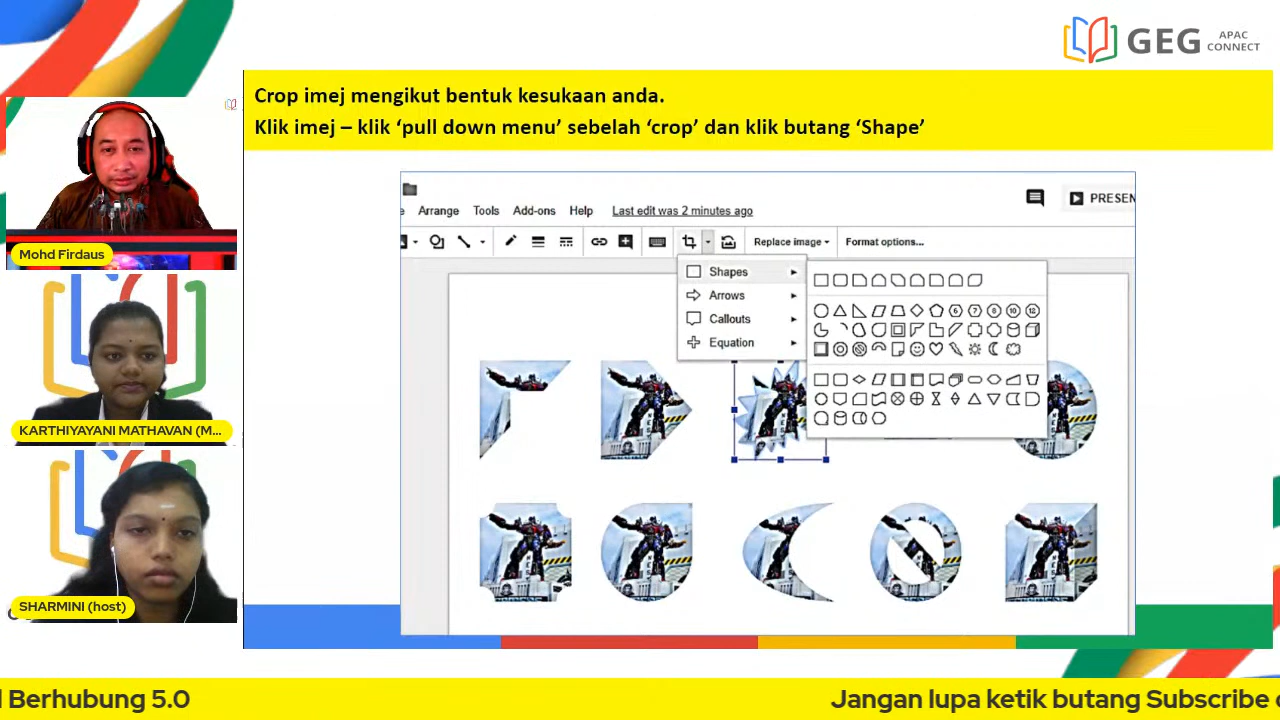 GEG APAC CONNECT
Crop imej mengikut bentuk kesukaan anda.
Klik imej – klik ‘pull down menu’ sebelah ‘crop’ dan klik butang ‘Shape’
Mohd Firdaus
KARTHIYAYANI MATHAVAN (M...
SHARMINI (host)
Arrange Tools Add-ons Help Last edit was 2 minutes ago PRESEN
Replace image Format options...
Shapes
Arrows
Callouts
Equation
Berhubung 5.0
Jangan lupa ketik butang Subscribe